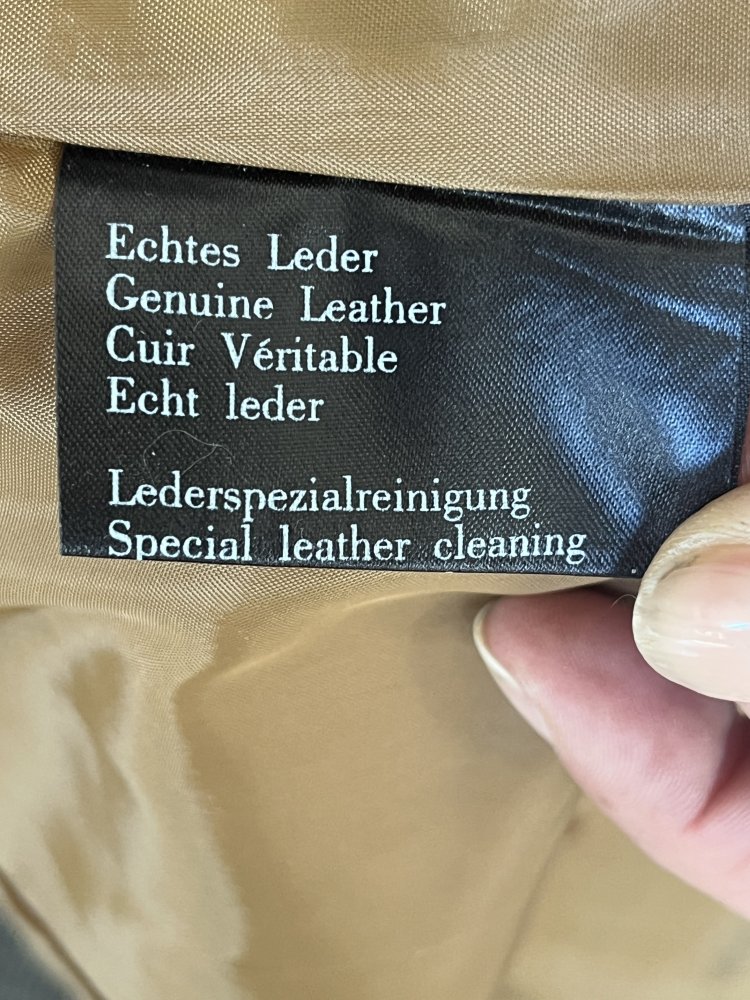 Echtes Leder
Genuine Leather
Cuir Véritable
Echt leder
Lederspezialreinigung
Special leather cleaning